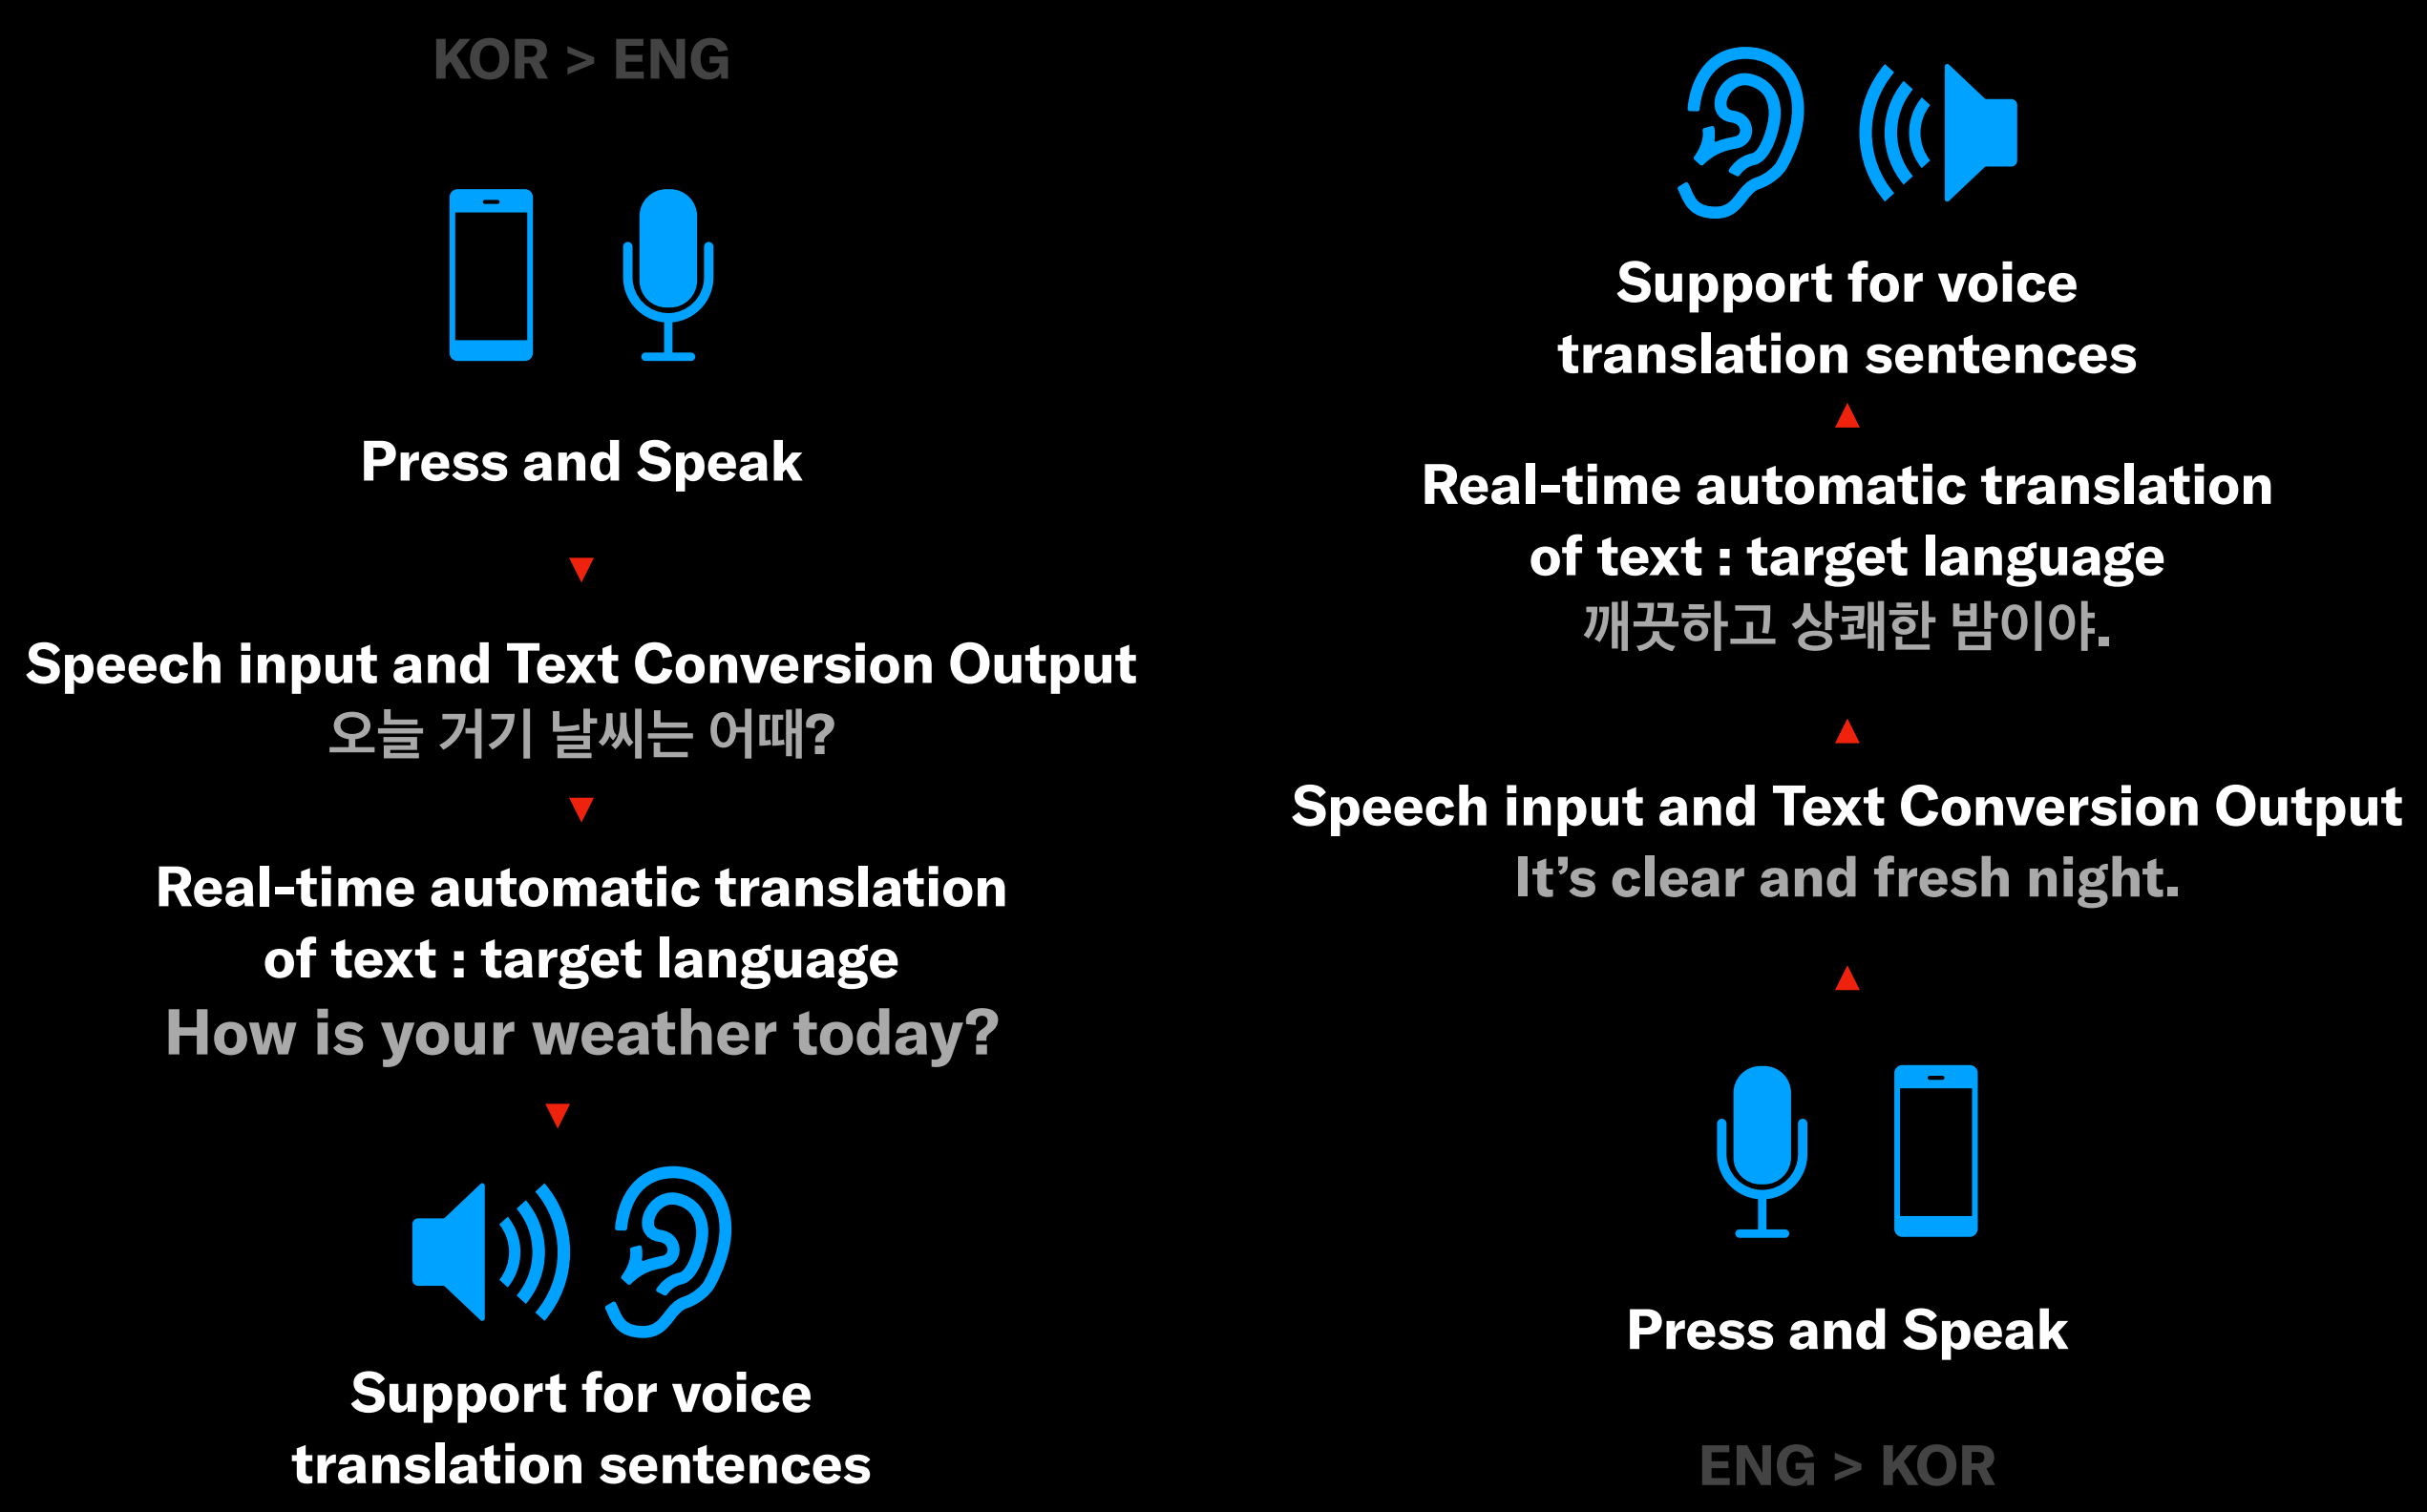 KOR > ENG
Press and Speak
Speech input and Text Conversion Output
오늘 거기 날씨는 어때?
Real-time automatic translation
of text : target language
How is your weather today?
Support for voice
translation sentences
Support for voice
translation sentences
Real-time automatic translation
of text : target language
깨끗하고 상쾌한 밤이야.
Speech input and Text Conversion Output
It’s clear and fresh night.
Press and Speak
ENG > KOR